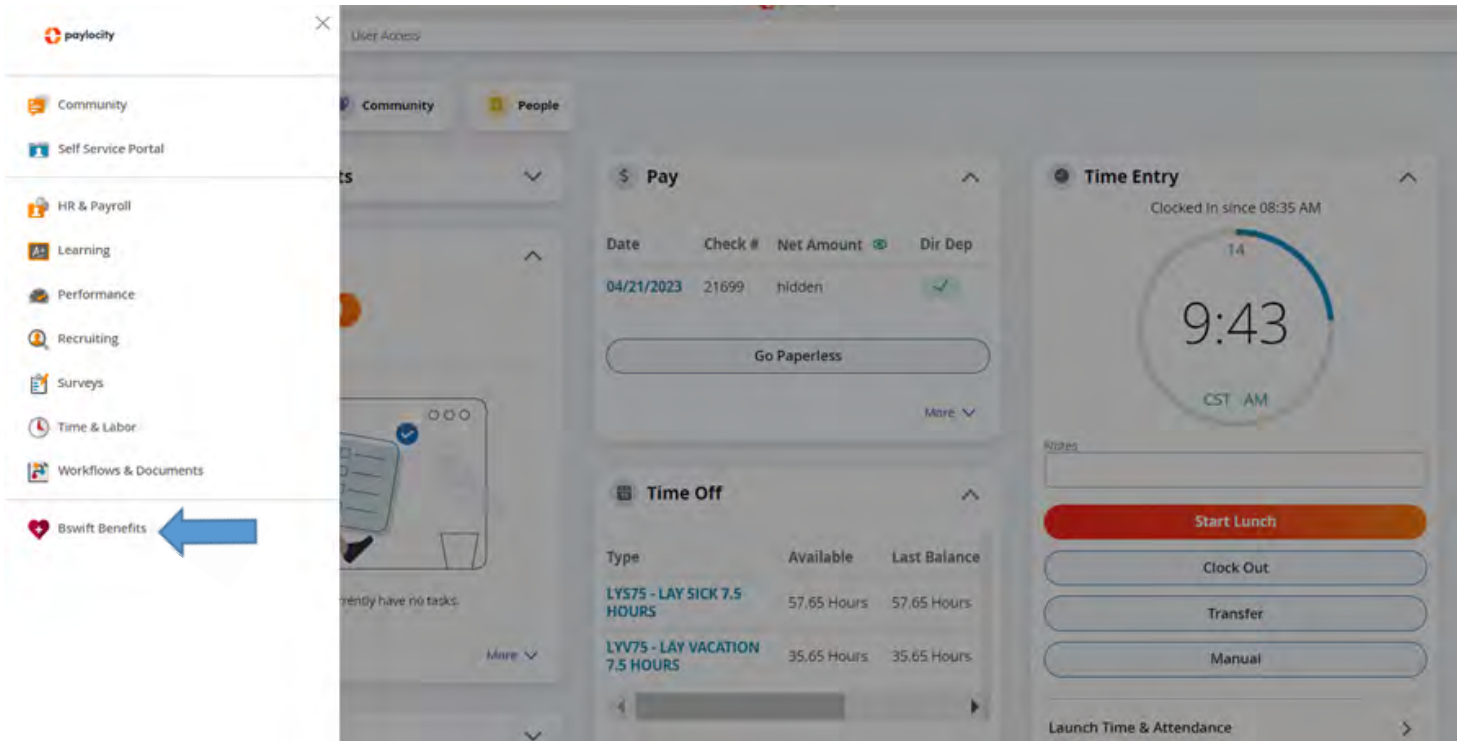 paylocity
Community
Self Service Portal
HR & Payroll
Learning
Performance
Recruiting
Surveys
Time & Labor
Workflows & Documents
Bswift Benefits
User Access
Community
People
ts
currently have no tasks.
More
$ Pay
Date Check # Net Amount Dir Dep
04/21/2023 21699 hidden
Go Paperless
More
Time Off
Type Available Last Balance
LYS75 - LAY SICK 7.5
HOURS
57.65 Hours 57.65 Hours
LYV75 - LAY VACATION
7.5 HOURS
35.65 Hours 35.65 Hours
Time Entry
Clocked In since 08:35 AM
14
9:43
CST AM
Notes
Start Lunch
Clock Out
Transfer
Manual
Launch Time & Attendance